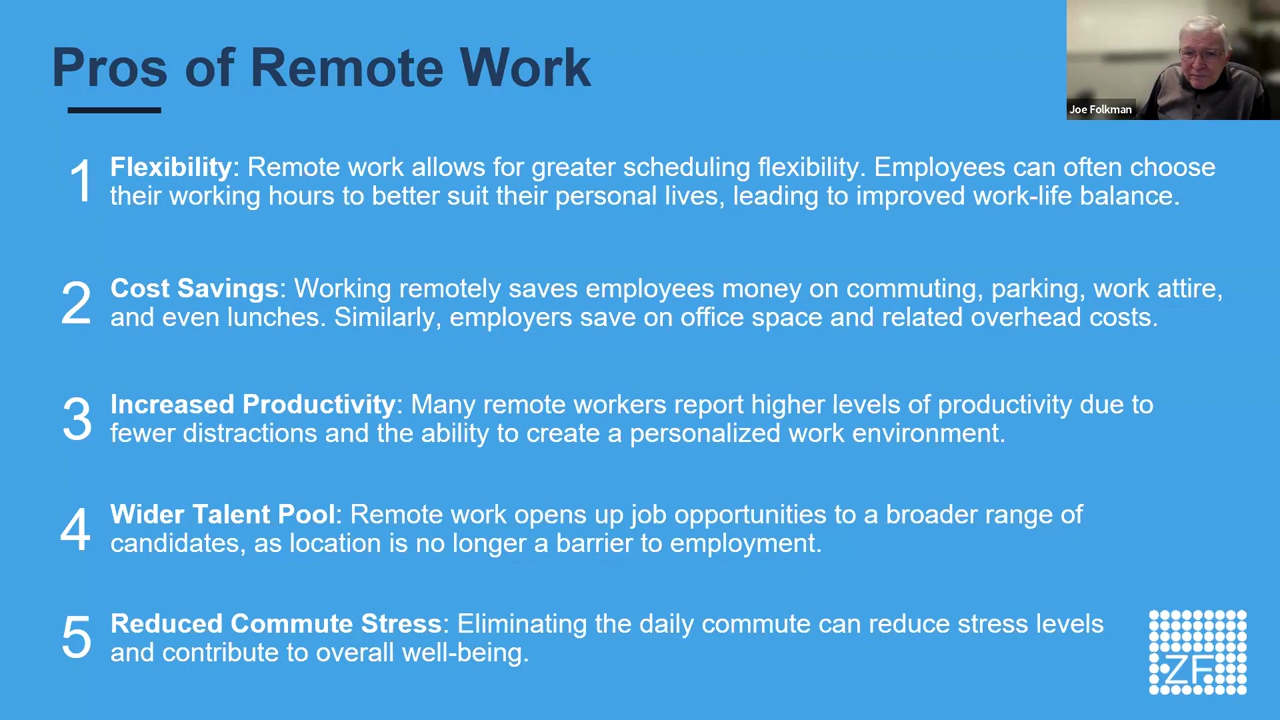 Pros of Remote Work
Joe Folkman
1
Flexibility: Remote work allows for greater scheduling flexibility. Employees can often choose
their working hours to better suit their personal lives, leading to improved work-life balance.
2
Cost Savings: Working remotely saves employees money on commuting, parking, work attire,
and even lunches. Similarly, employers save on office space and related overhead costs.
3
Increased Productivity: Many remote workers report higher levels of productivity due to
fewer distractions and the ability to create a personalized work environment.
4
Wider Talent Pool: Remote work opens up job opportunities to a broader range of
candidates, as location is no longer a barrier to employment.
5
Reduced Commute Stress: Eliminating the daily commute can reduce stress levels
and contribute to overall well-being.
ZF